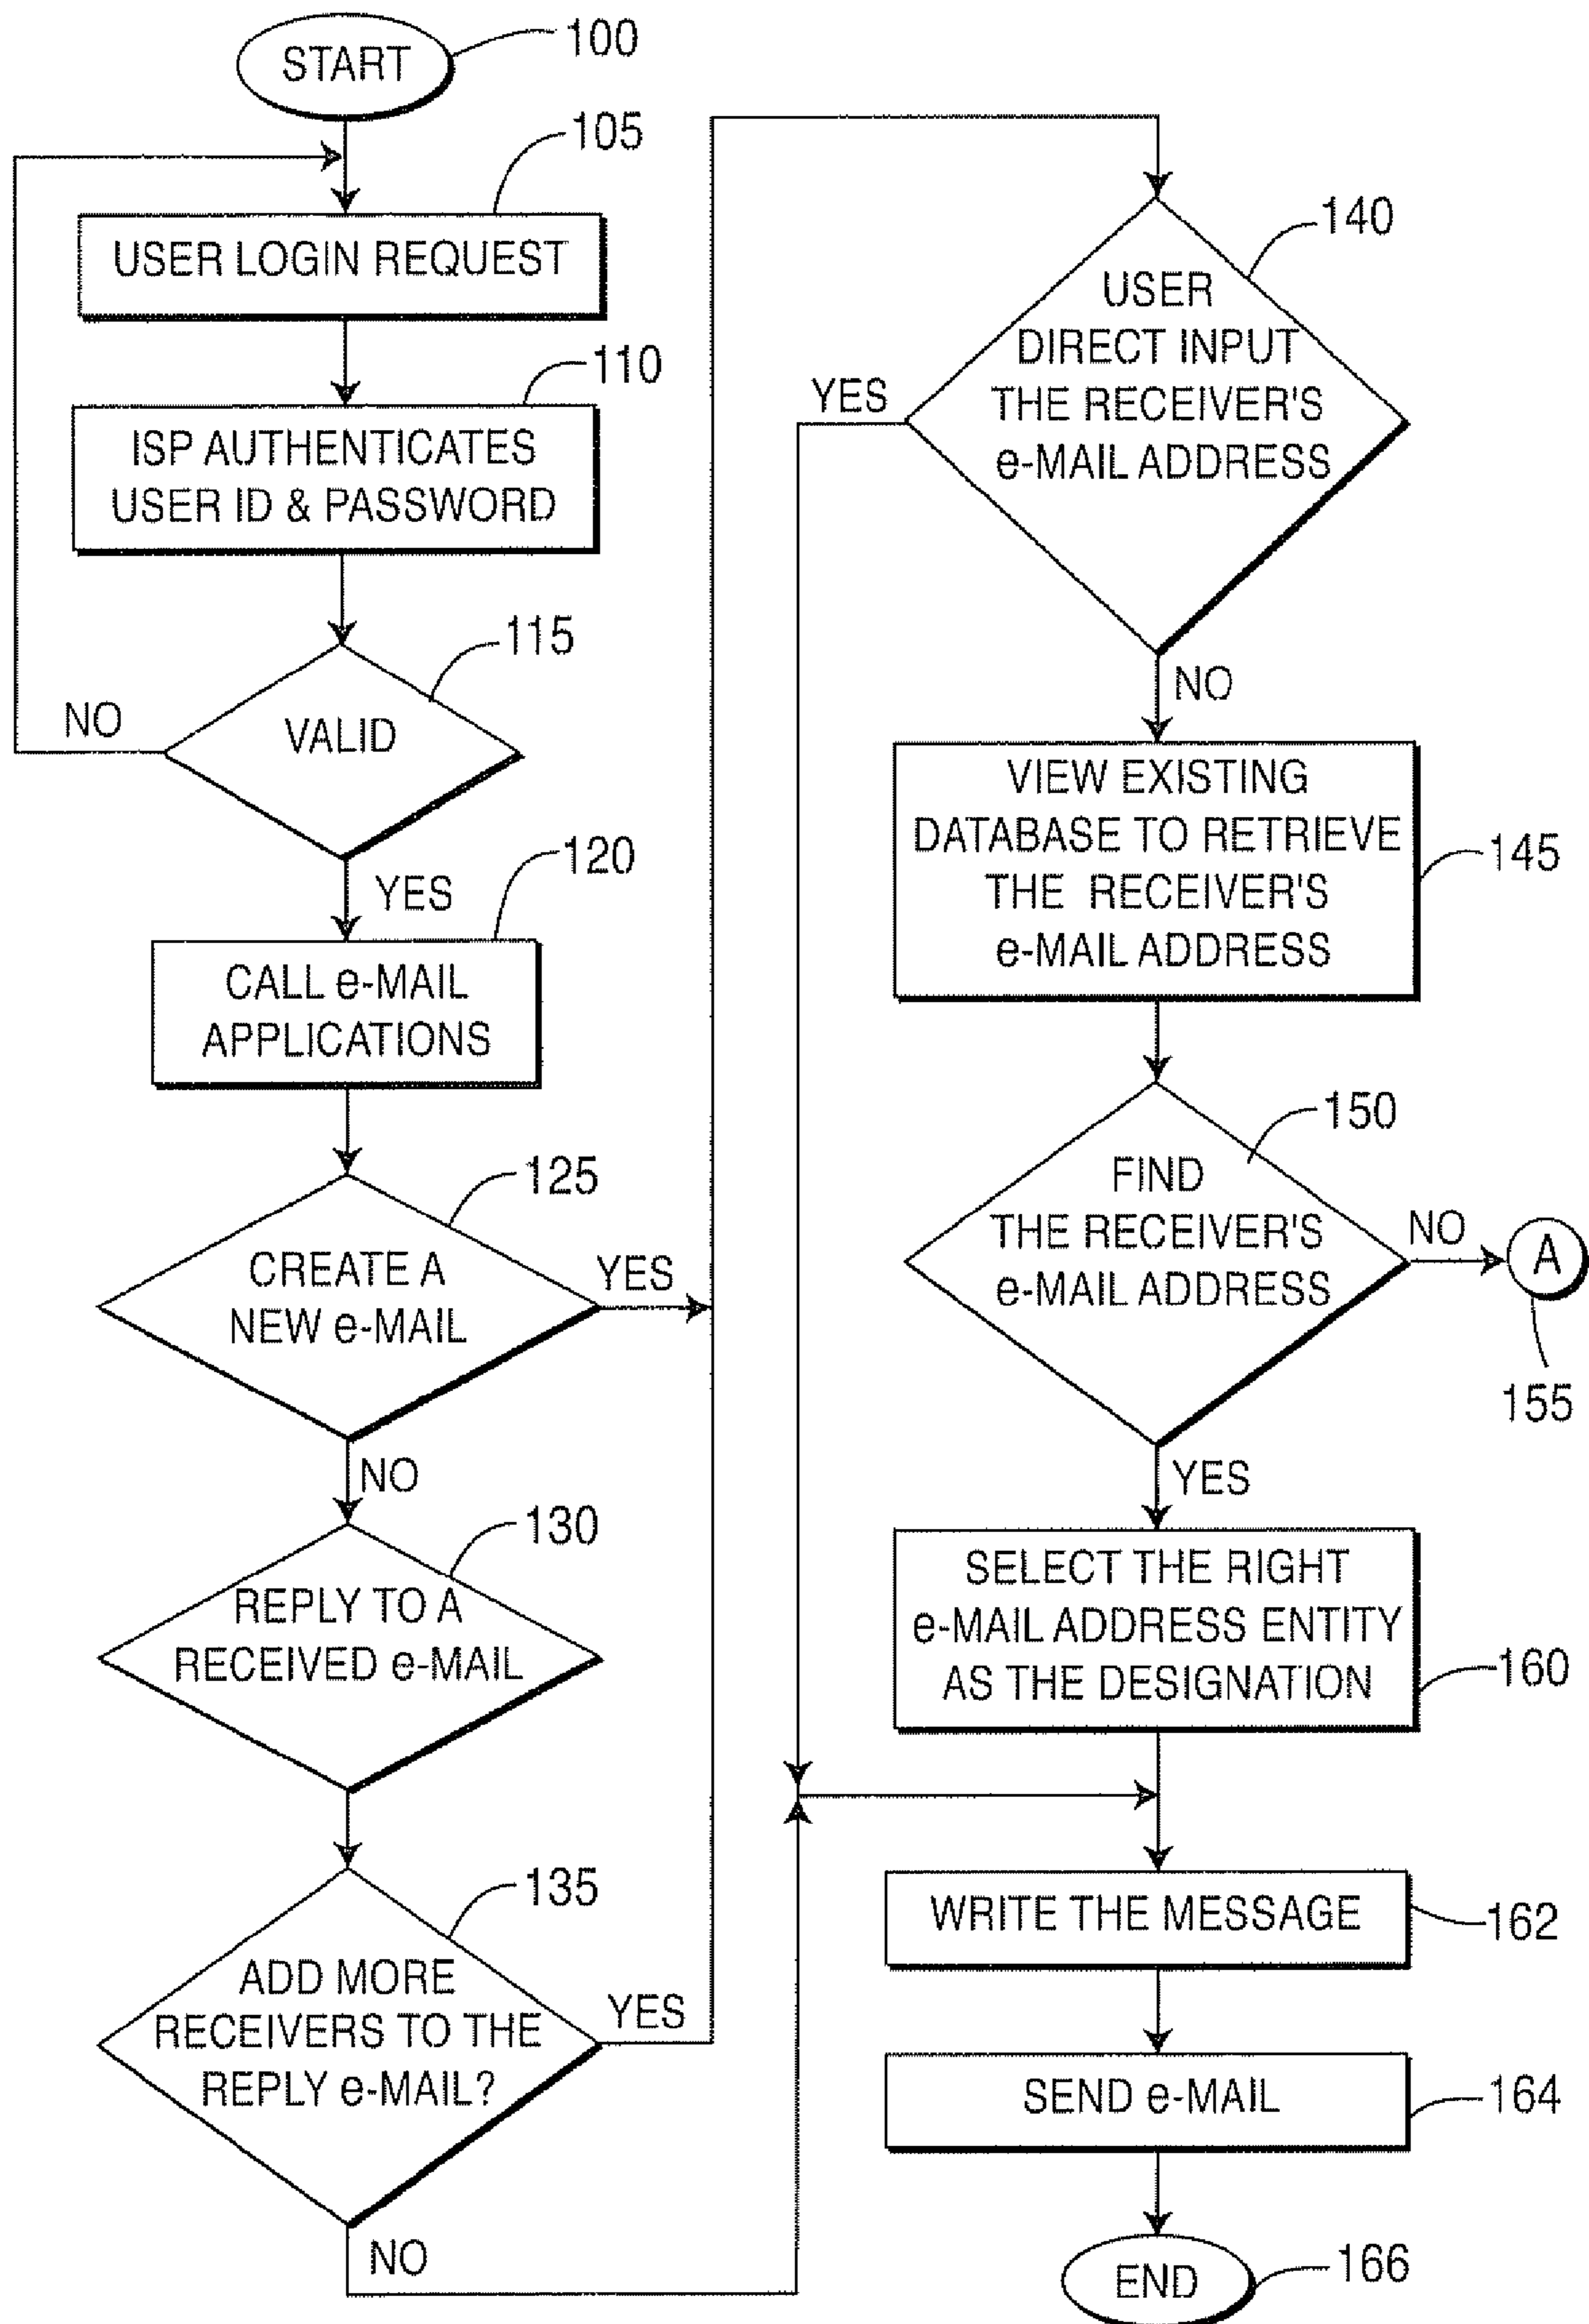 START
100
105
USER LOGIN REQUEST
110
ISP AUTHENTICATES
USER ID & PASSWORD
115
VALID
NO
YES
120
CALL e-MAIL
APPLICATIONS
125
CREATE A
NEW e-MAIL
YES
NO
130
REPLY TO A
RECEIVED e-MAIL
135
ADD MORE
RECEIVERS TO THE
REPLY e-MAIL?
YES
NO
140
USER
DIRECT INPUT
THE RECEIVER'S
e-MAIL ADDRESS
YES
NO
VIEW EXISTING
DATABASE TO RETRIEVE
THE RECEIVER'S
e-MAIL ADDRESS
145
150
FIND
THE RECEIVER'S
e-MAIL ADDRESS
NO
A
155
YES
SELECT THE RIGHT
e-MAIL ADDRESS ENTITY
AS THE DESIGNATION
160
WRITE THE MESSAGE
162
SEND e-MAIL
164
END
166